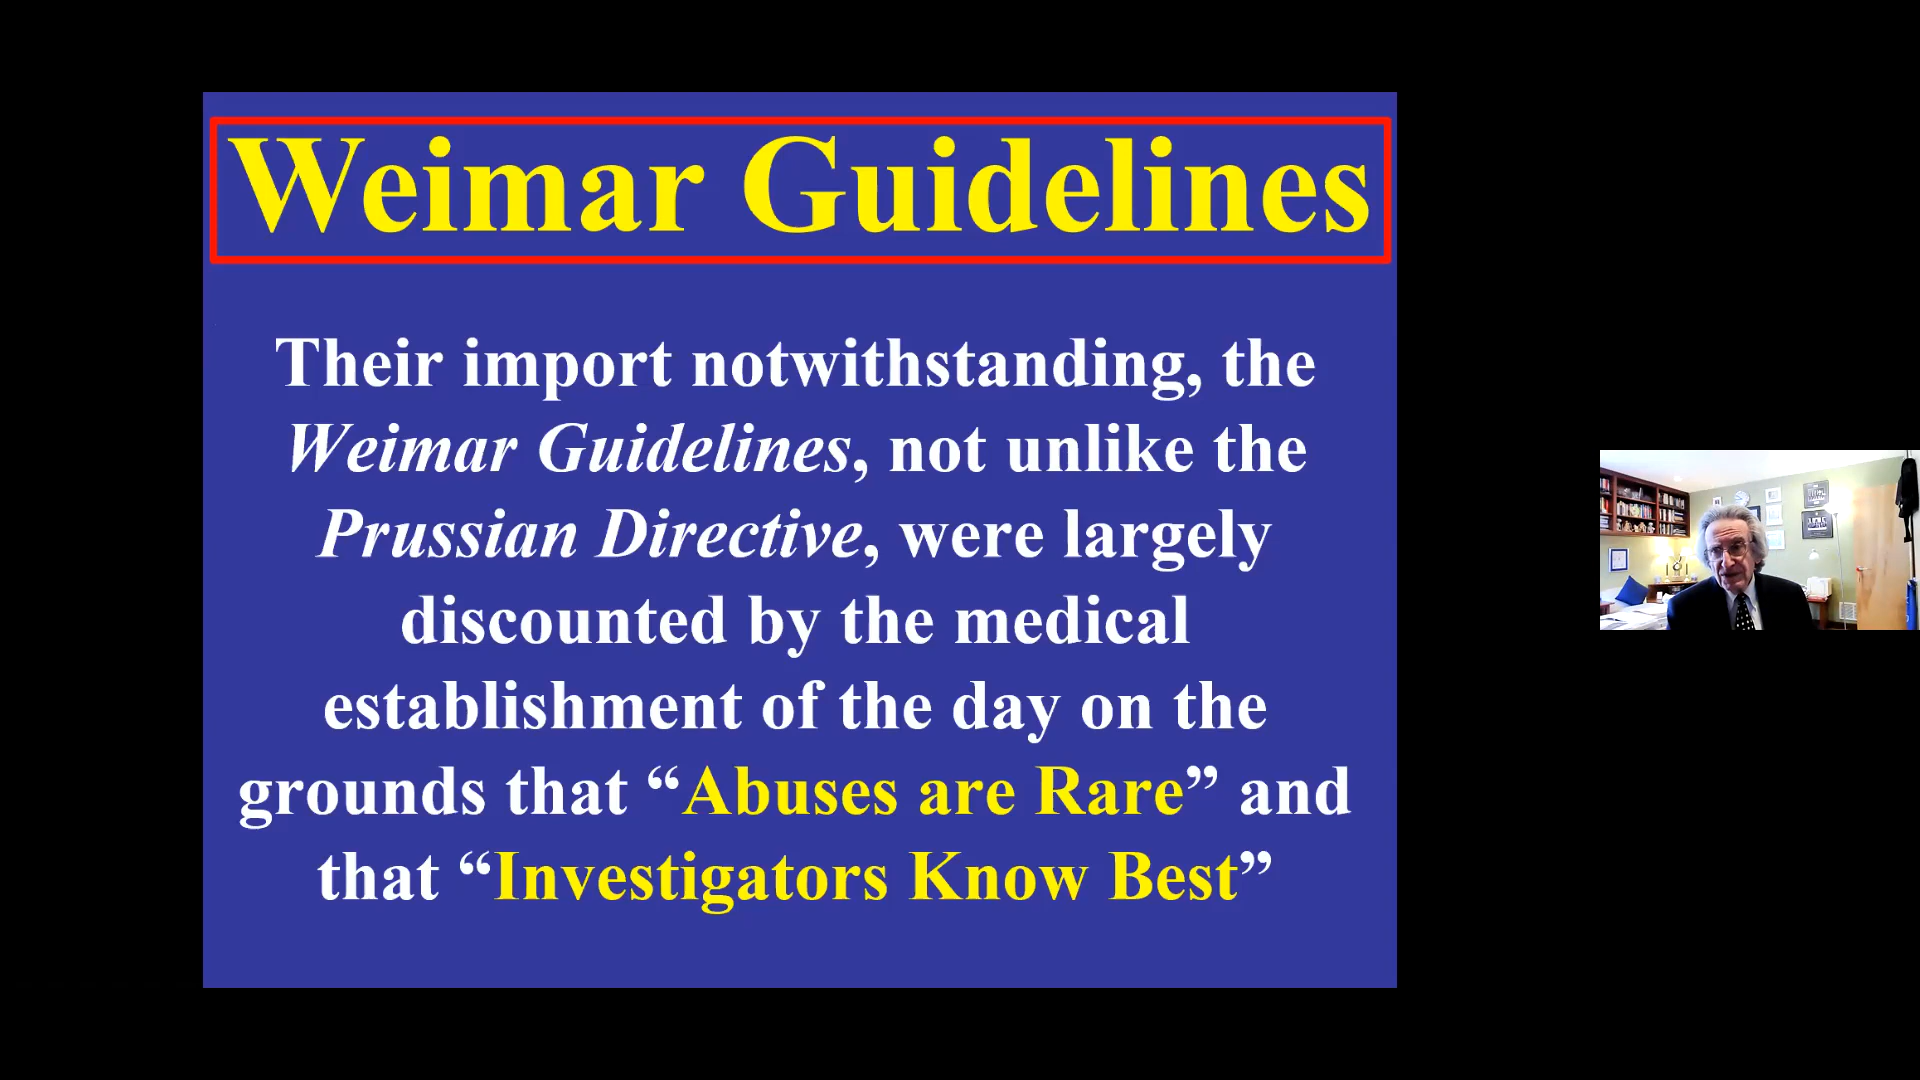 Weimar Guidelines
Their import notwithstanding, the
Weimar Guidelines, not unlike the
Prussian Directive, were largely
discounted by the medical
establishment of the day on the
grounds that “Abuses are Rare” and
that “Investigators Know Best”